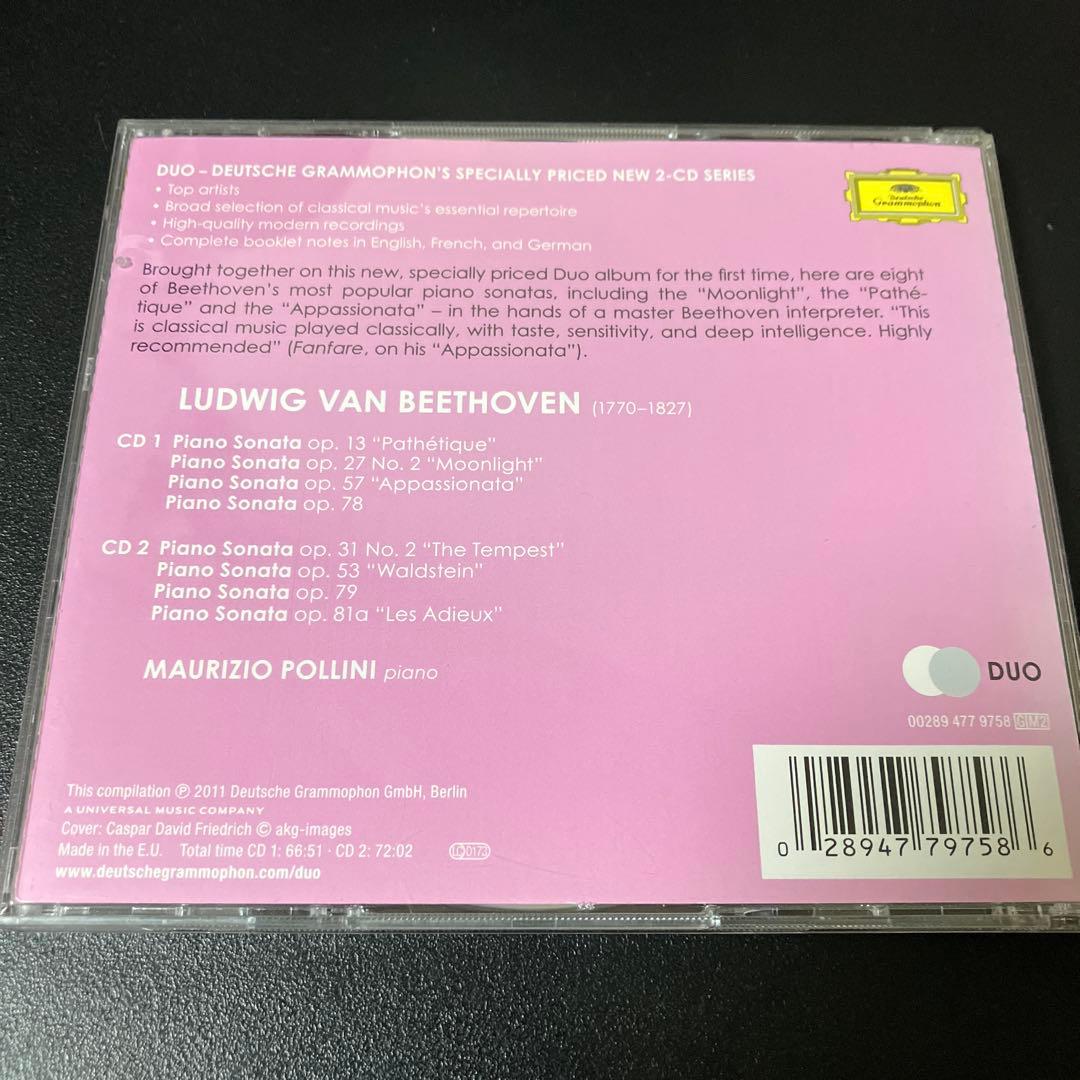 DUO – DEUTSCHE GRAMMOPHON'S SPECIALLY PRICED NEW 2-CD SERIES
• Top artists
• Broad selection of classical music's essential repertoire
• High-quality modern recordings
• Complete booklet notes in English, French, and German
Deutsche
Grammophon
Brought together on this new, specially priced Duo album for the first time, here are eight
of Beethoven's most popular piano sonatas, including the “Moonlight”, the “Pathé-
tique” and the “Appassionata” – in the hands of a master Beethoven interpreter. “This
is classical music played classically, with taste, sensitivity, and deep intelligence. Highly
recommended” (Fanfare, on his “Appassionata”).
LUDWIG VAN BEETHOVEN (1770–1827)
CD 1 Piano Sonata op. 13 “Pathétique”
Piano Sonata op. 27 No. 2 “Moonlight”
Piano Sonata op. 57 “Appassionata”
Piano Sonata op. 78
CD 2 Piano Sonata op. 31 No. 2 “The Tempest”
Piano Sonata op. 53 “Waldstein”
Piano Sonata op. 79
Piano Sonata op. 81a “Les Adieux”
MAURIZIO POLLINI piano
DUO
00289 477 9758 GM2
This compilation ℗ 2011 Deutsche Grammophon GmbH, Berlin
A UNIVERSAL MUSIC COMPANY
Cover: Caspar David Friedrich © akg-images
Made in the E.U. Total time CD 1: 66:51 · CD 2: 72:02 LC 0173
www.deutschegrammophon.com/duo
0 28947 79758 6